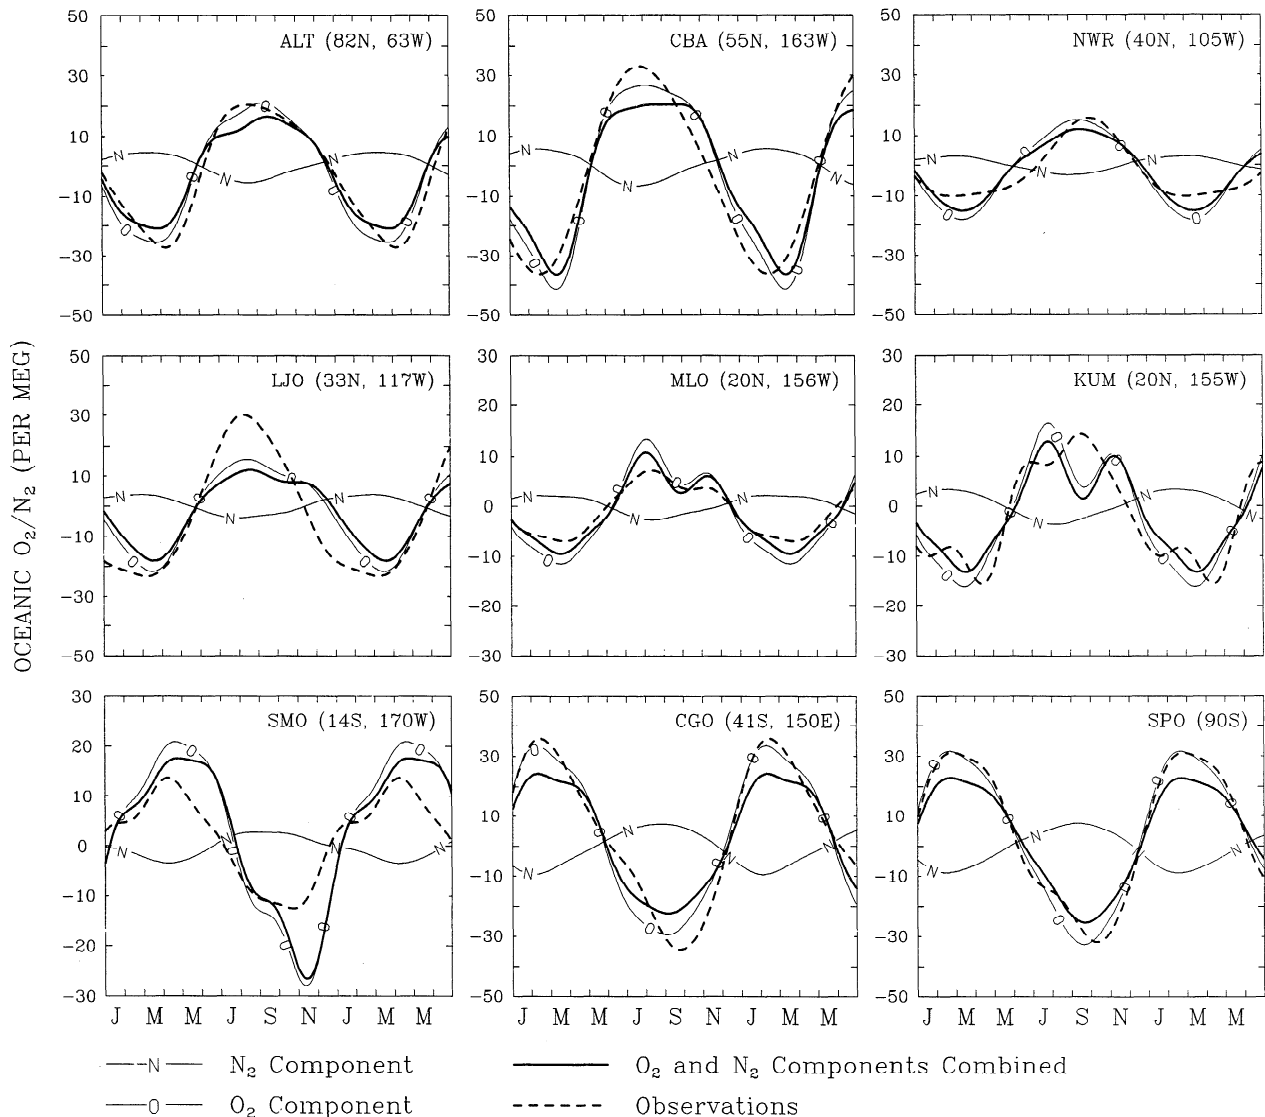 OCEANIC O₂/N₂ (PER MEG)
ALT (82N, 63W)
50
30
10
−10
−30
−50
N N
N
O O O O O
CBA (55N, 163W)
50
30
10
−10
−30
−50
N N
N
O O O O O O O
NWR (40N, 105W)
50
30
10
−10
−30
−50
N N
N
O O O O
LJO (33N, 117W)
50
30
10
−10
−30
−50
N N
N
O O O O O
MLO (20N, 156W)
30
20
10
0
−10
−20
−30
N N
N
O O O O O
KUM (20N, 155W)
30
20
10
0
−10
−20
−30
N N
N N
O O O O O O
SMO (14S, 170W)
30
20
10
0
−10
−20
−30
N N N N
O O O O O O
J M M J S N J M M
CGO (41S, 150E)
50
30
10
−10
−30
−50
N N N N
O O O O O O
J M M J S N J M M
SPO (90S)
50
30
10
−10
−30
−50
N N N N
O O O O O O
J M M J S N J M M
N N₂ Component
O O₂ Component
O₂ and N₂ Components Combined
Observations